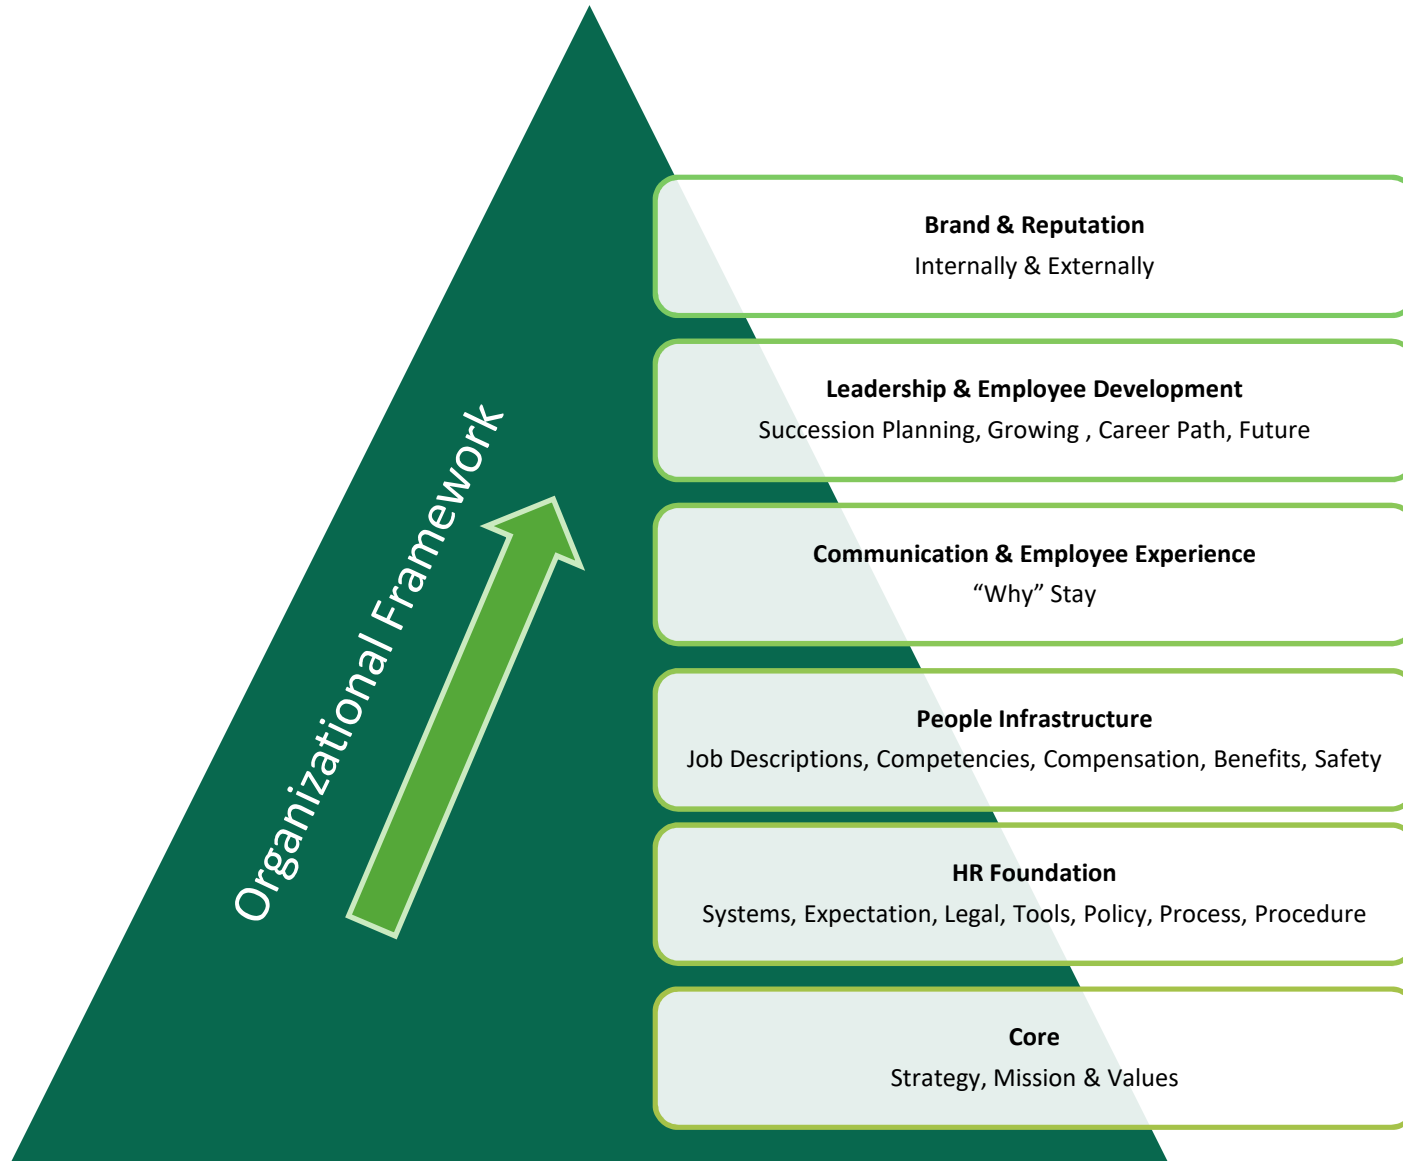 Brand & Reputation
Internally & Externally
Leadership & Employee Development
Succession Planning, Growing , Career Path, Future
Communication & Employee Experience
“Why” Stay
People Infrastructure
Job Descriptions, Competencies, Compensation, Benefits, Safety
HR Foundation
Systems, Expectation, Legal, Tools, Policy, Process, Procedure
Core
Strategy, Mission & Values
Organizational Framework